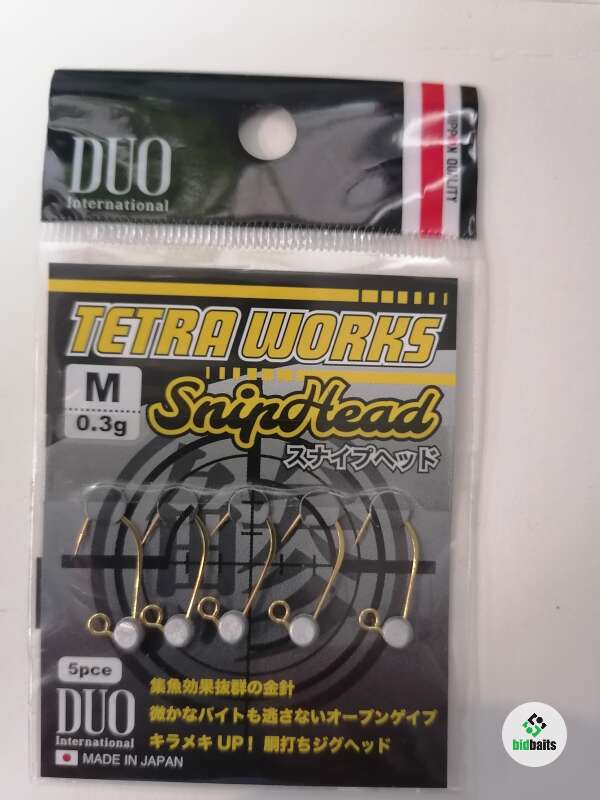 DUO
International
NIPPON QUALITY
TETRA WORKS
M
0.3g
SnipHead
スナイプヘッド
5pce
DUO
International
集魚効果抜群の金針
微かなバイトも逃さないオープンゲイプ
キラメキUP！胴打ちジグヘッド
MADE IN JAPAN
bidbaits